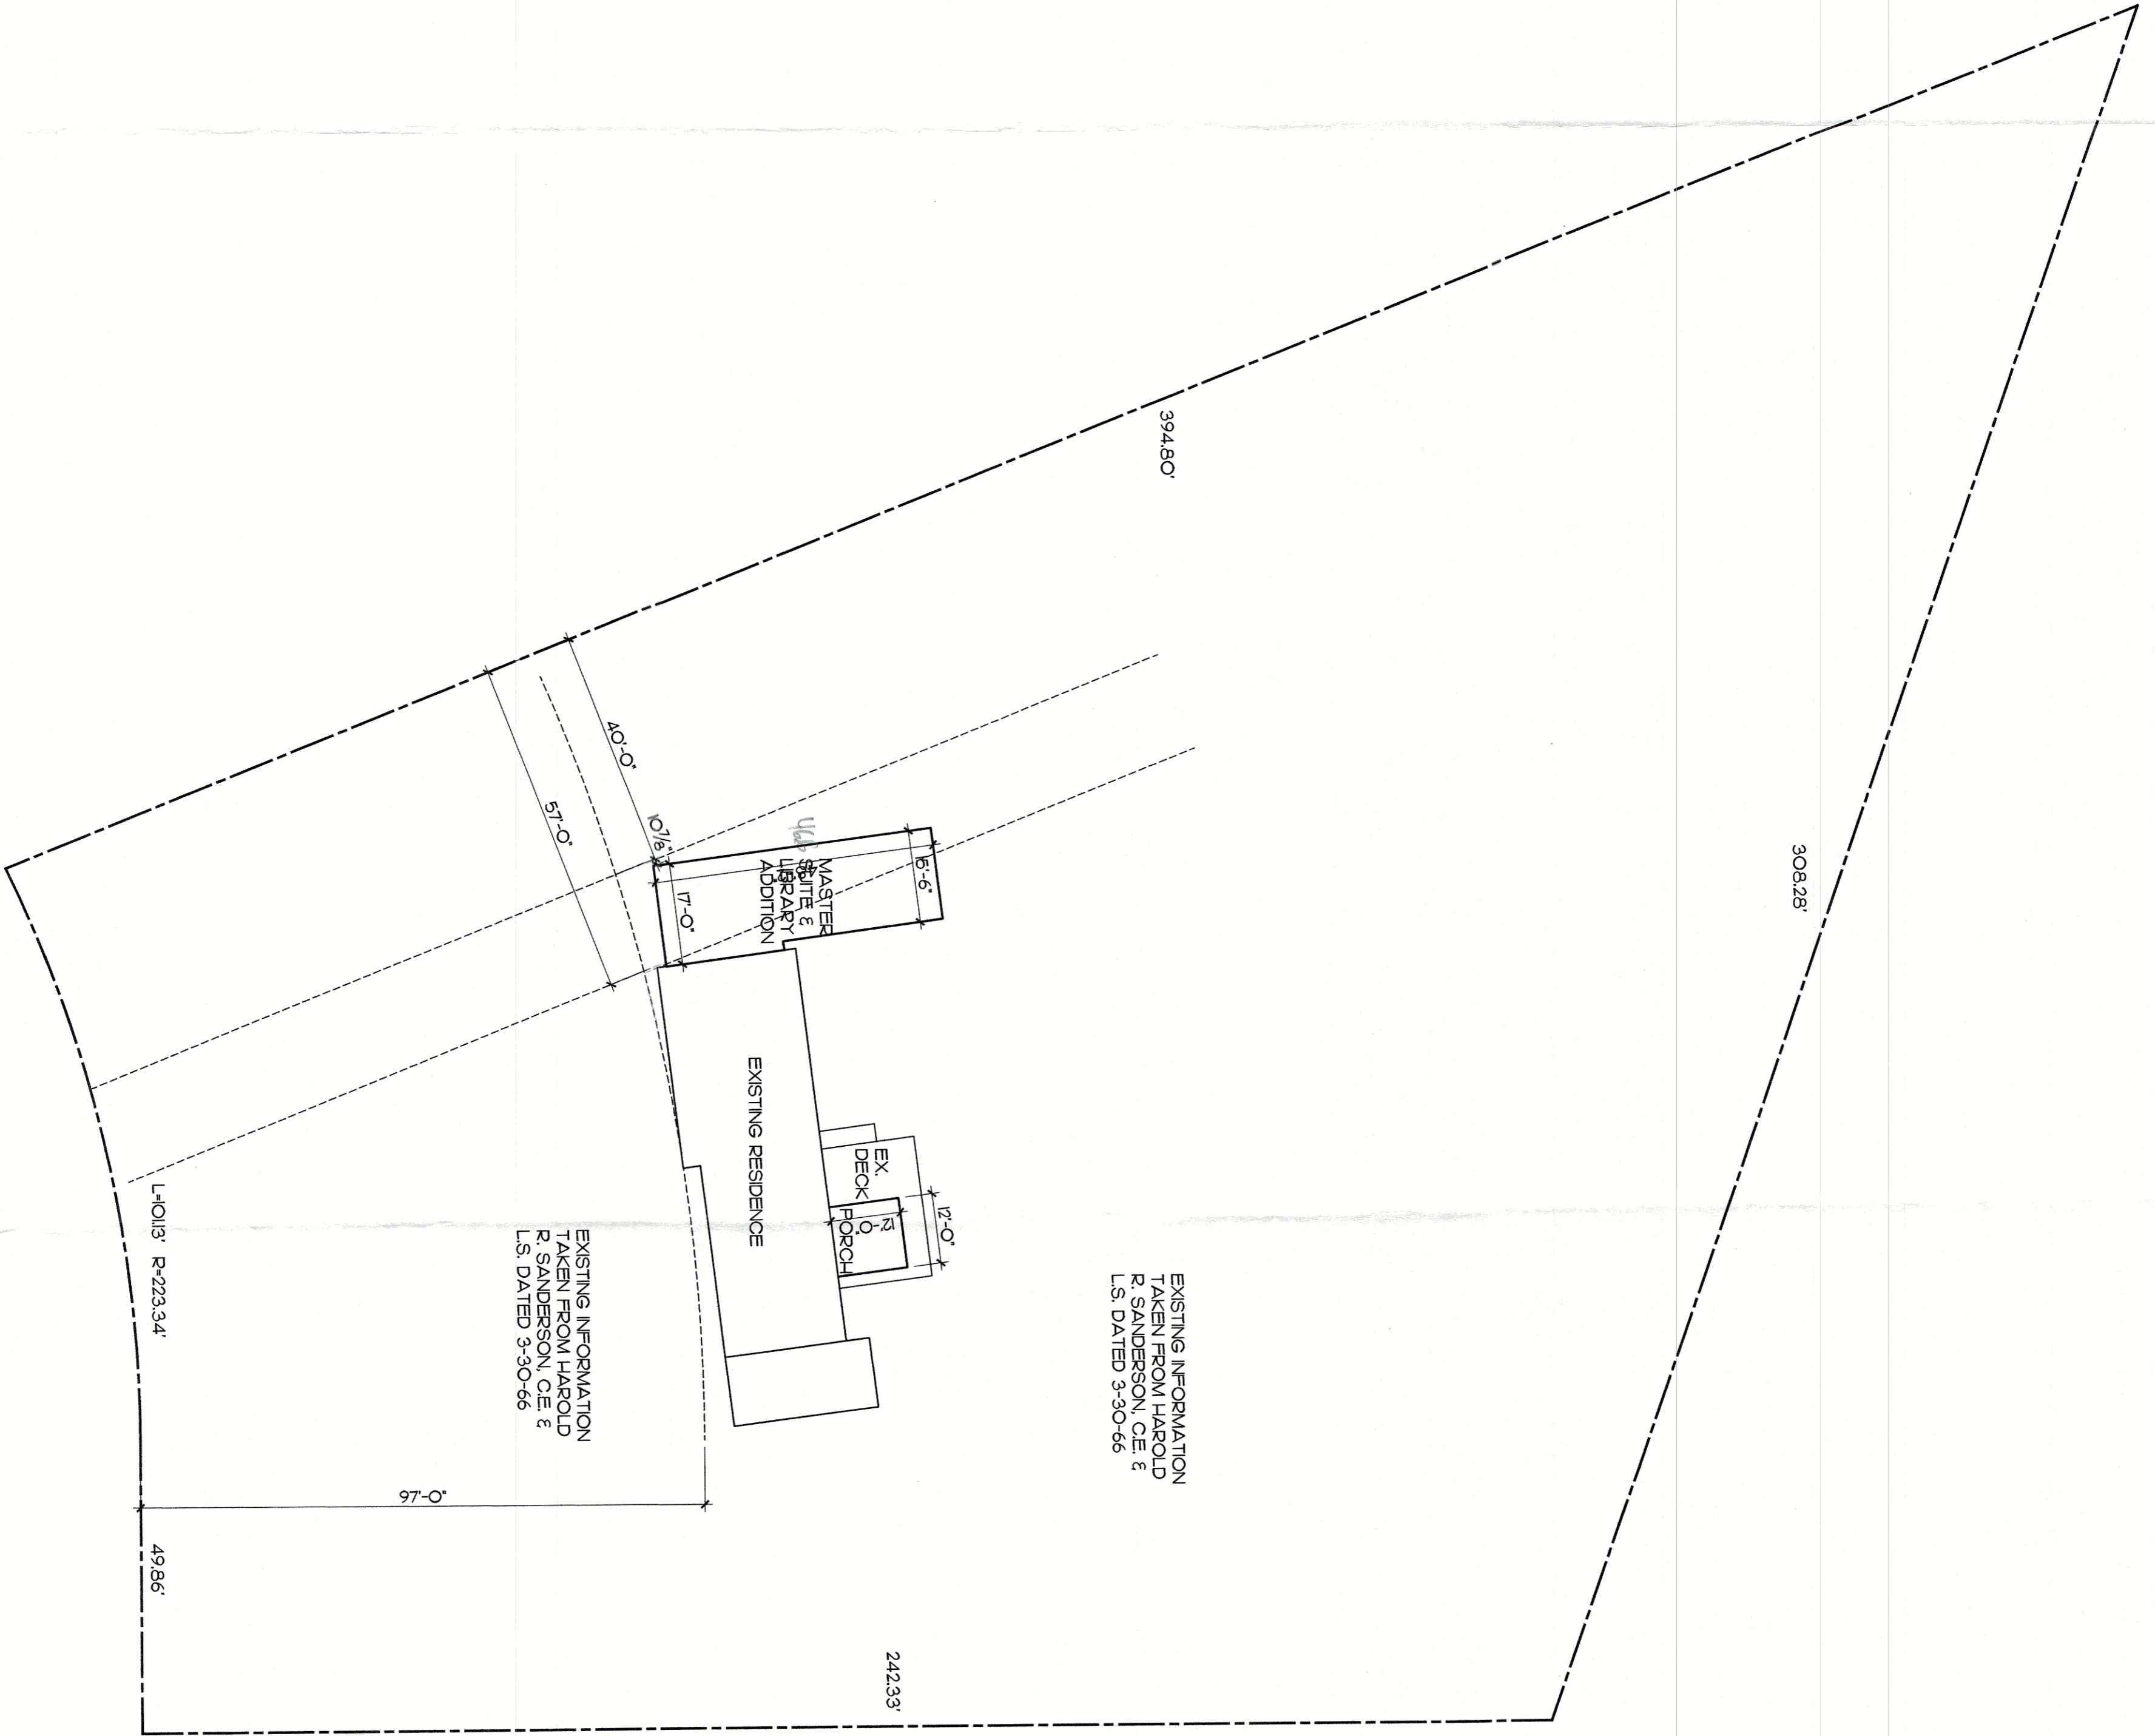 394.80'
308.28'
40'-0"
57'-0"
10 7/8"
17'-0"
15'-6"
MASTER
SUITE &
LIBRARY
ADDITION
EXISTING RESIDENCE
EX.
DECK
PORCH
12'-0"
12'-0"
EXISTING INFORMATION
TAKEN FROM HAROLD
R. SANDERSON, C.E. &
L.S. DATED 3-30-66
EXISTING INFORMATION
TAKEN FROM HAROLD
R. SANDERSON, C.E. &
L.S. DATED 3-30-66
L=101.13' R=223.34'
97'-0"
49.86'
242.33'